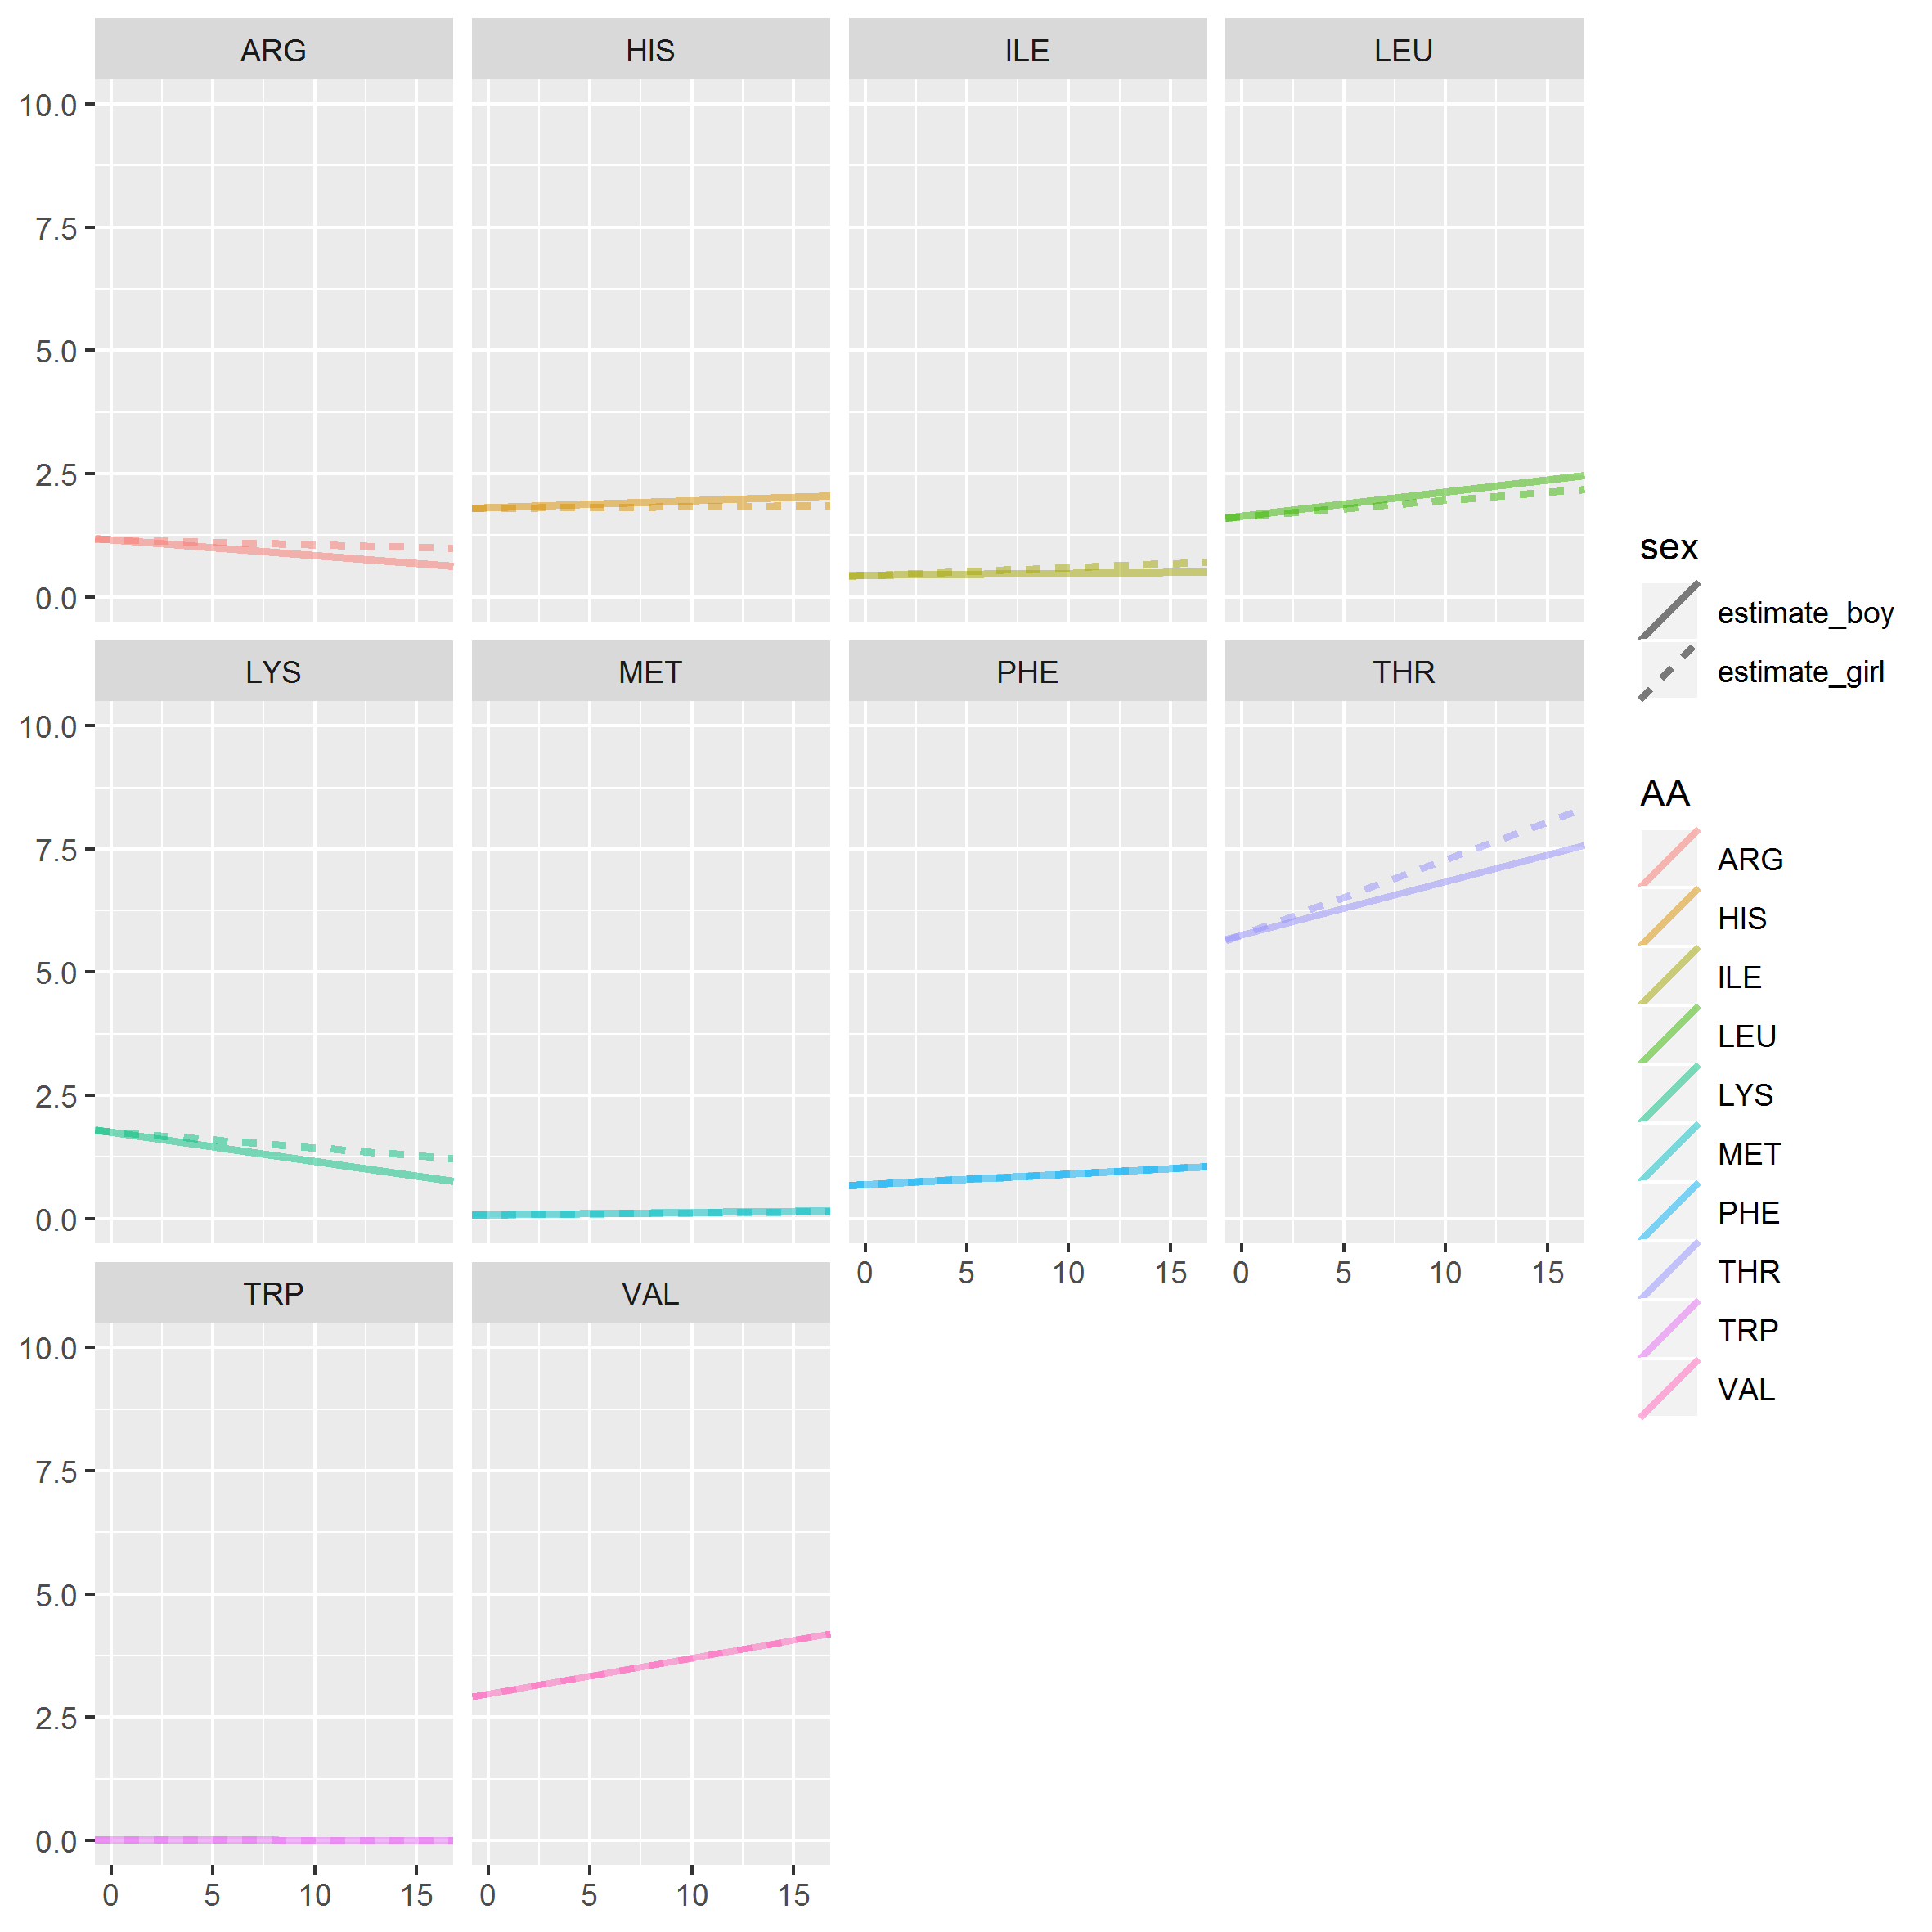 ARG HIS ILE LEU
10.0
7.5
5.0
2.5
0.0
LYS MET PHE THR
10.0
7.5
5.0
2.5
0.0
0 5 10 15 0 5 10 15
TRP VAL
10.0
7.5
5.0
2.5
0.0
0 5 10 15 0 5 10 15
sex
estimate_boy
estimate_girl
AA
ARG
HIS
ILE
LEU
LYS
MET
PHE
THR
TRP
VAL